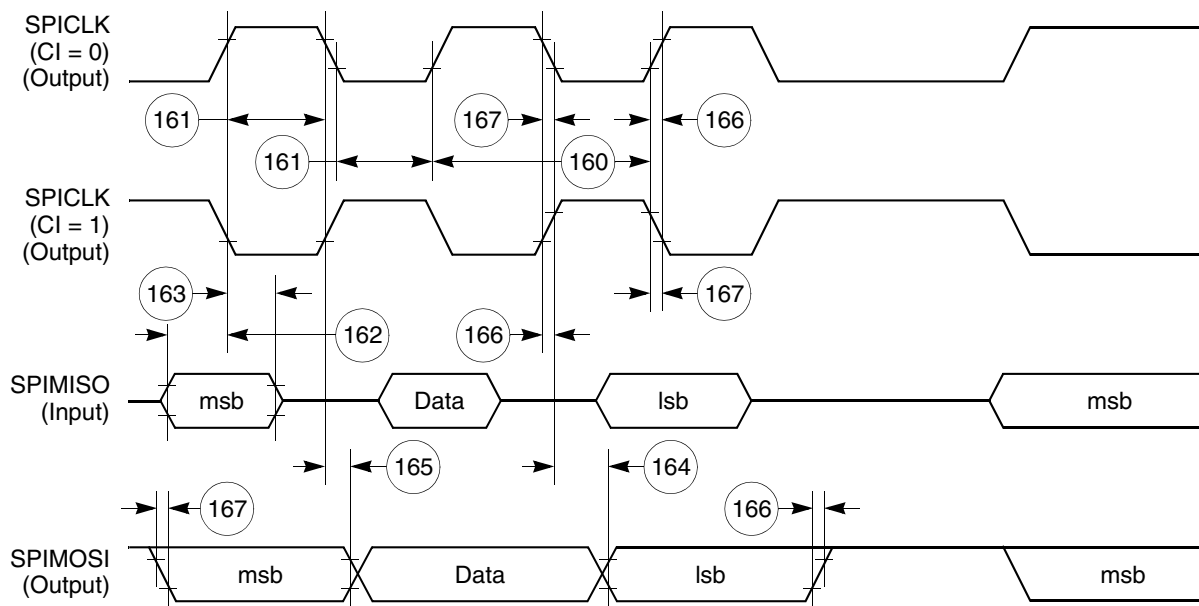 SPICLK
(CI = 0)
(Output)
161
167
166
161
160
SPICLK
(CI = 1)
(Output)
163
167
162
166
SPIMISO
(Input)
msb
Data
lsb
msb
165
164
167
166
SPIMOSI
(Output)
msb
Data
lsb
msb